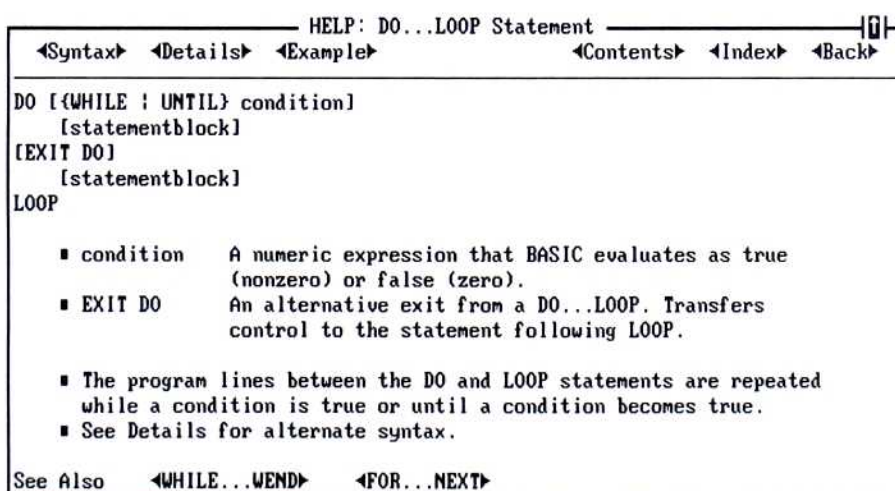 HELP: DO...LOOP Statement
◄Syntax► ◄Details► ◄Example► ◄Contents► ◄Index► ◄Back►
DO [{WHILE ¦ UNTIL} condition]
[statementblock]
[EXIT DO]
[statementblock]
LOOP
▪ condition A numeric expression that BASIC evaluates as true
(nonzero) or false (zero).
▪ EXIT DO An alternative exit from a DO...LOOP. Transfers
control to the statement following LOOP.
▪ The program lines between the DO and LOOP statements are repeated
while a condition is true or until a condition becomes true.
▪ See Details for alternate syntax.
See Also ◄WHILE...WEND► ◄FOR...NEXT►